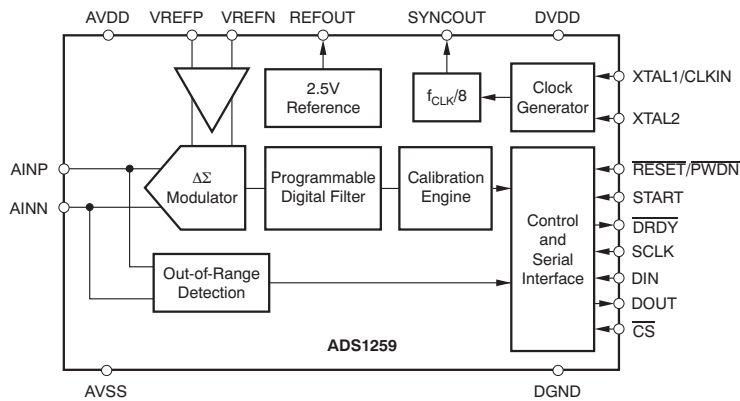 AVDD VREFP VREFN REFOUT SYNCOUT DVDD
2.5V
Reference
fCLK/8
Clock
Generator
XTAL1/CLKIN
XTAL2
AINP
AINN
ΔΣ
Modulator
Programmable
Digital Filter
Calibration
Engine
Out-of-Range
Detection
Control
and
Serial
Interface
RESET/PWDN
START
DRDY
SCLK
DIN
DOUT
CS
ADS1259
AVSS DGND